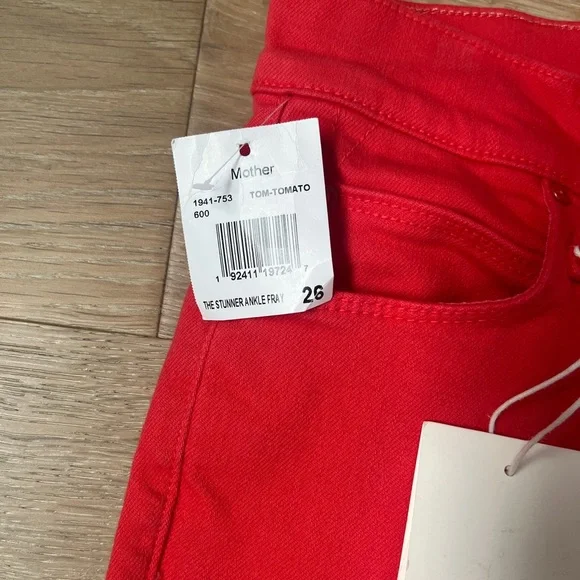 Mother
1941-753 TOM-TOMATO
600
1 92411 19724 7
THE STUNNER ANKLE FRAY 26